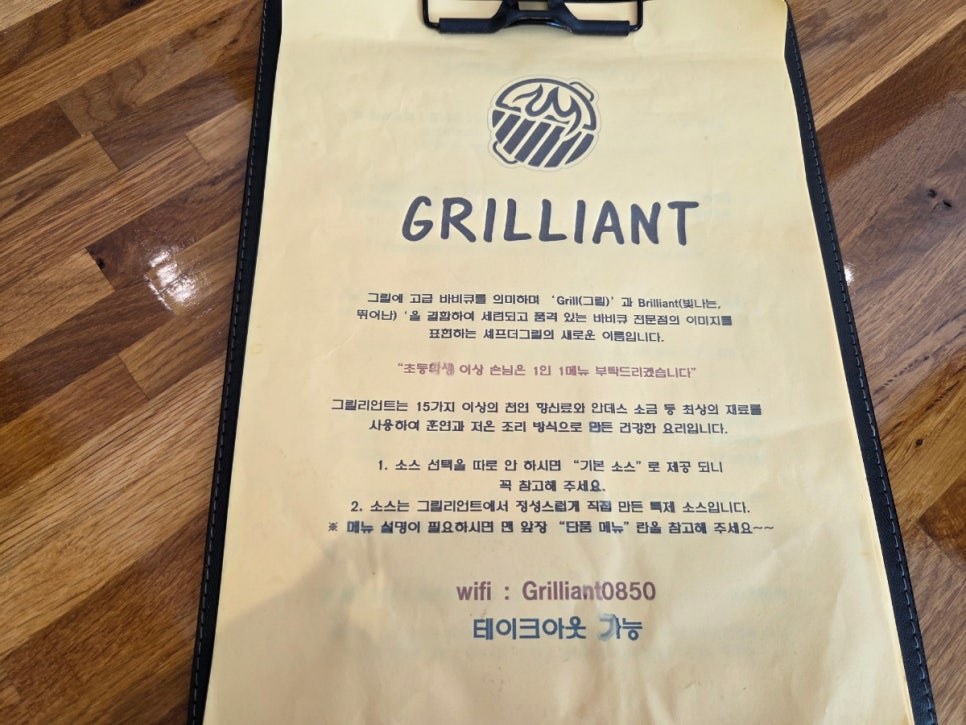 GRILLIANT
그릴에 고급 바비큐를 의미하며 ‘Grill(그릴)’ 과 Brilliant(빛나는,
뛰어난) ’을 결합하여 세련되고 품격 있는 바비큐 전문점의 이미지를
표현하는 셰프더그릴의 새로운 이름입니다.
“초등학생 이상 손님은 1인 1메뉴 부탁드리겠습니다”
그릴리언트는 15가지 이상의 천연 향신료와 안데스 소금 등 최상의 재료를
사용하여 훈연과 저온 조리 방식으로 만든 건강한 요리입니다.
1. 소스 선택을 따로 안 하시면 “기본 소스” 로 제공 되니
꼭 참고해 주세요.
2. 소스는 그릴리언트에서 정성스럽게 직접 만든 특제 소스입니다.
※ 메뉴 설명이 필요하시면 맨 앞장 “단품 메뉴” 란을 참고해 주세요~~
wifi : Grilliant0850
테이크아웃 가능